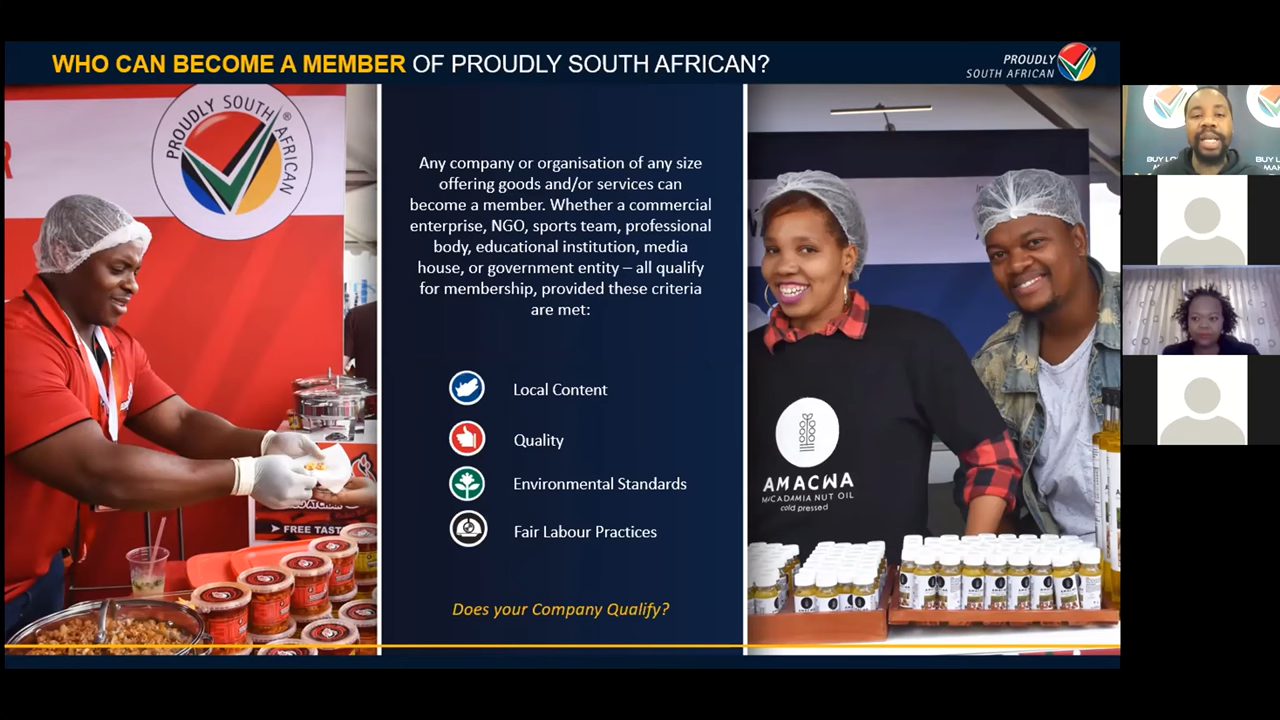 WHO CAN BECOME A MEMBER OF PROUDLY SOUTH AFRICAN?
PROUDLY
SOUTH AFRICAN
PROUDLY SOUTH AFRICAN
Any company or organisation of any size
offering goods and/or services can
become a member. Whether a commercial
enterprise, NGO, sports team, professional
body, educational institution, media
house, or government entity – all qualify
for membership, provided these criteria
are met:
Local Content
Quality
Environmental Standards
Fair Labour Practices
Does your Company Qualify?
FREE
AMACWA
MACADAMIA NUT OIL
cold pressed
BUY